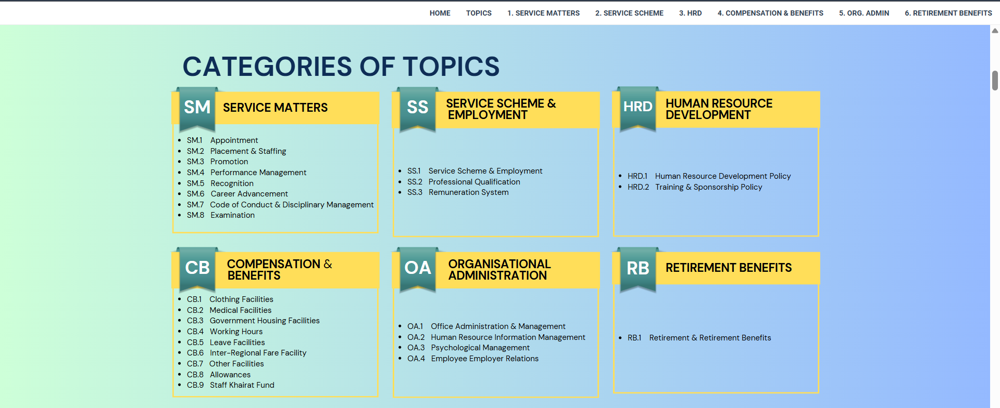 HOME TOPICS 1. SERVICE MATTERS 2. SERVICE SCHEME 3. HRD 4. COMPENSATION & BENEFITS 5. ORG. ADMIN 6. RETIREMENT BENEFITS
CATEGORIES OF TOPICS
SM
SERVICE MATTERS
• SM.1 Appointment
• SM.2 Placement & Staffing
• SM.3 Promotion
• SM.4 Performance Management
• SM.5 Recognition
• SM.6 Career Advancement
• SM.7 Code of Conduct & Disciplinary Management
• SM.8 Examination
SS
SERVICE SCHEME &
EMPLOYMENT
• SS.1 Service Scheme & Employment
• SS.2 Professional Qualification
• SS.3 Remuneration System
HRD
HUMAN RESOURCE
DEVELOPMENT
• HRD.1 Human Resource Development Policy
• HRD.2 Training & Sponsorship Policy
CB
COMPENSATION &
BENEFITS
• CB.1 Clothing Facilities
• CB.2 Medical Facilities
• CB.3 Government Housing Facilities
• CB.4 Working Hours
• CB.5 Leave Facilities
• CB.6 Inter-Regional Fare Facility
• CB.7 Other Facilities
• CB.8 Allowances
• CB.9 Staff Khairat Fund
OA
ORGANISATIONAL
ADMINISTRATION
• OA.1 Office Administration & Management
• OA.2 Human Resource Information Management
• OA.3 Psychological Management
• OA.4 Employee Employer Relations
RB
RETIREMENT BENEFITS
• RB.1 Retirement & Retirement Benefits